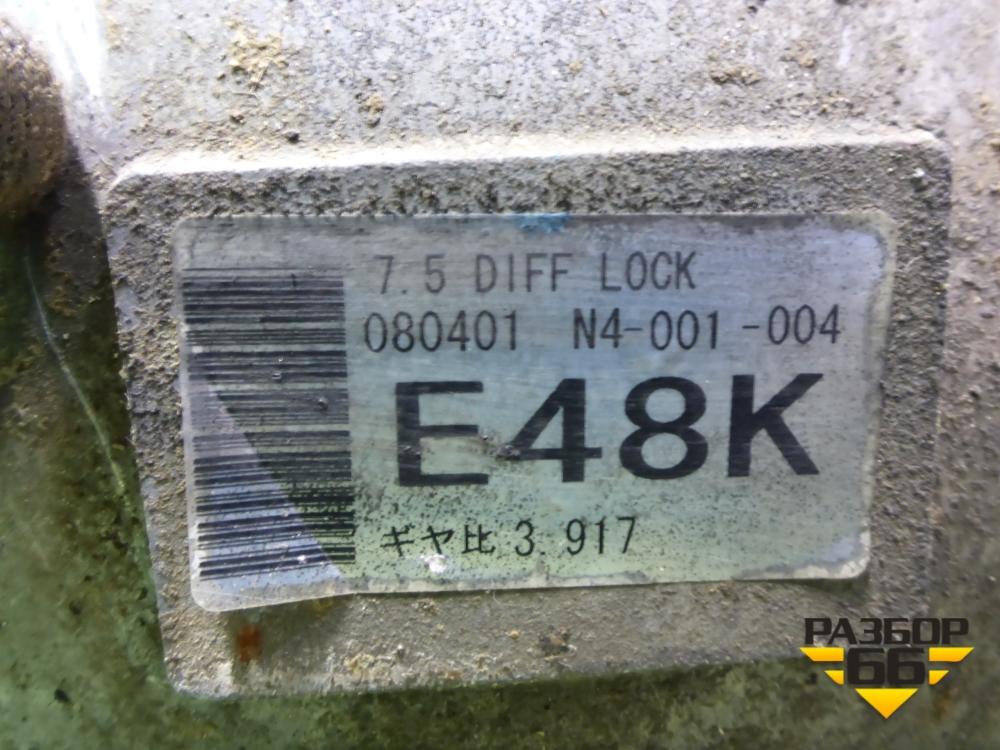 7.5 DIFF LOCK
080401 N4-001-004
E48K
ギヤ比 3.917
РАЗБОР
66